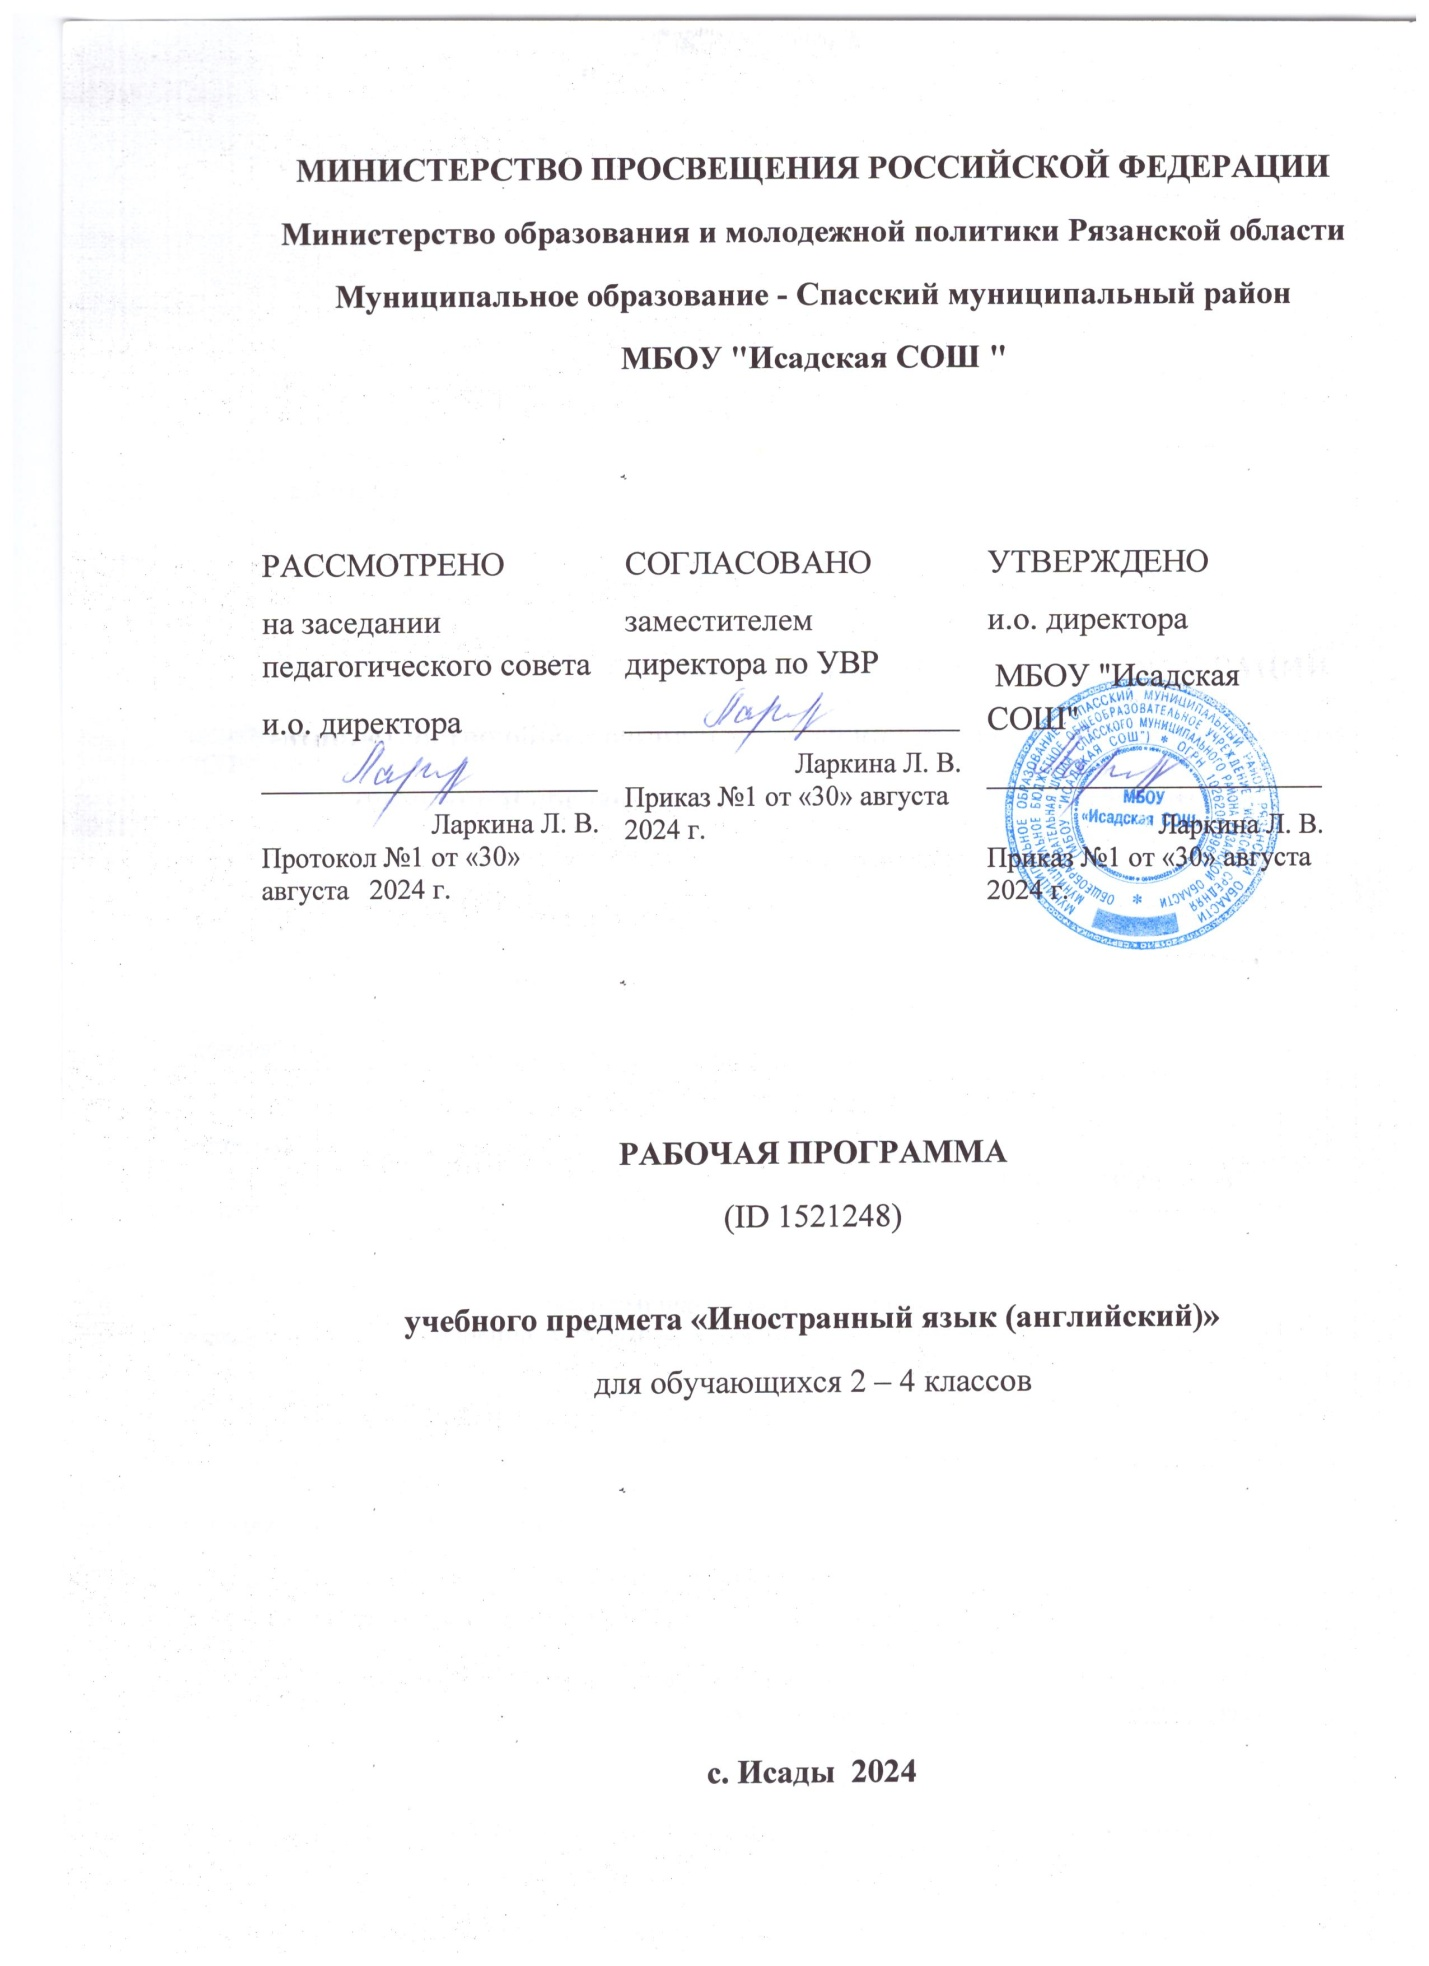 МИНИСТЕРСТВО ПРОСВЕЩЕНИЯ РОССИЙСКОЙ ФЕДЕРАЦИИ
Министерство образования и молодежной политики Рязанской области
Муниципальное образование - Спасский муниципальный район
МБОУ "Исадская СОШ "
РАССМОТРЕНО
на заседании
педагогического совета
и.о. директора
Ларкина Л. В.
Протокол №1 от «30»
августа 2024 г.
СОГЛАСОВАНО
заместителем
директора по УВР
Ларкина Л. В.
Приказ №1 от «30» августа
2024 г.
УТВЕРЖДЕНО
и.о. директора
МБОУ "Исадская
СОШ"
Ларкина Л. В.
Приказ №1 от «30» августа
2024 г.
МБОУ
«Исадская СОШ»
РАБОЧАЯ ПРОГРАММА
(ID 1521248)
учебного предмета «Иностранный язык (английский)»
для обучающихся 2 – 4 классов
с. Исады 2024